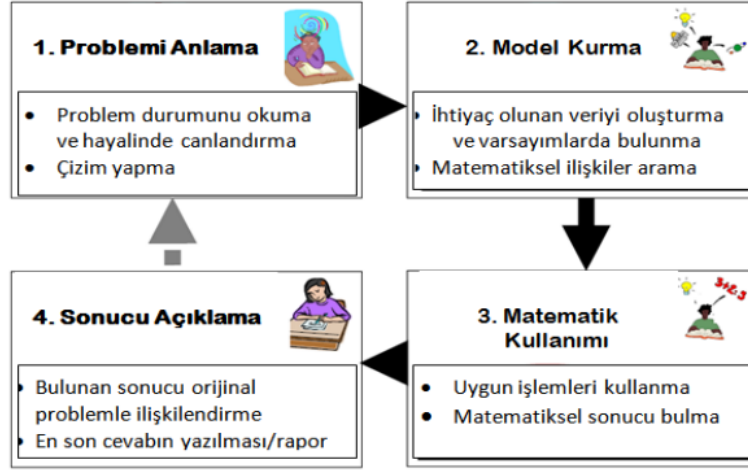 1. Problemi Anlama
• Problem durumunu okuma
ve hayalinde canlandırma
• Çizim yapma
2. Model Kurma
• İhtiyaç olunan veriyi oluşturma
ve varsayımlarda bulunma
• Matematiksel ilişkiler arama
3. Matematik
Kullanımı
• Uygun işlemleri kullanma
• Matematiksel sonucu bulma
4. Sonucu Açıklama
• Bulunan sonucu orijinal
problemle ilişkilendirme
• En son cevabın yazılması/rapor